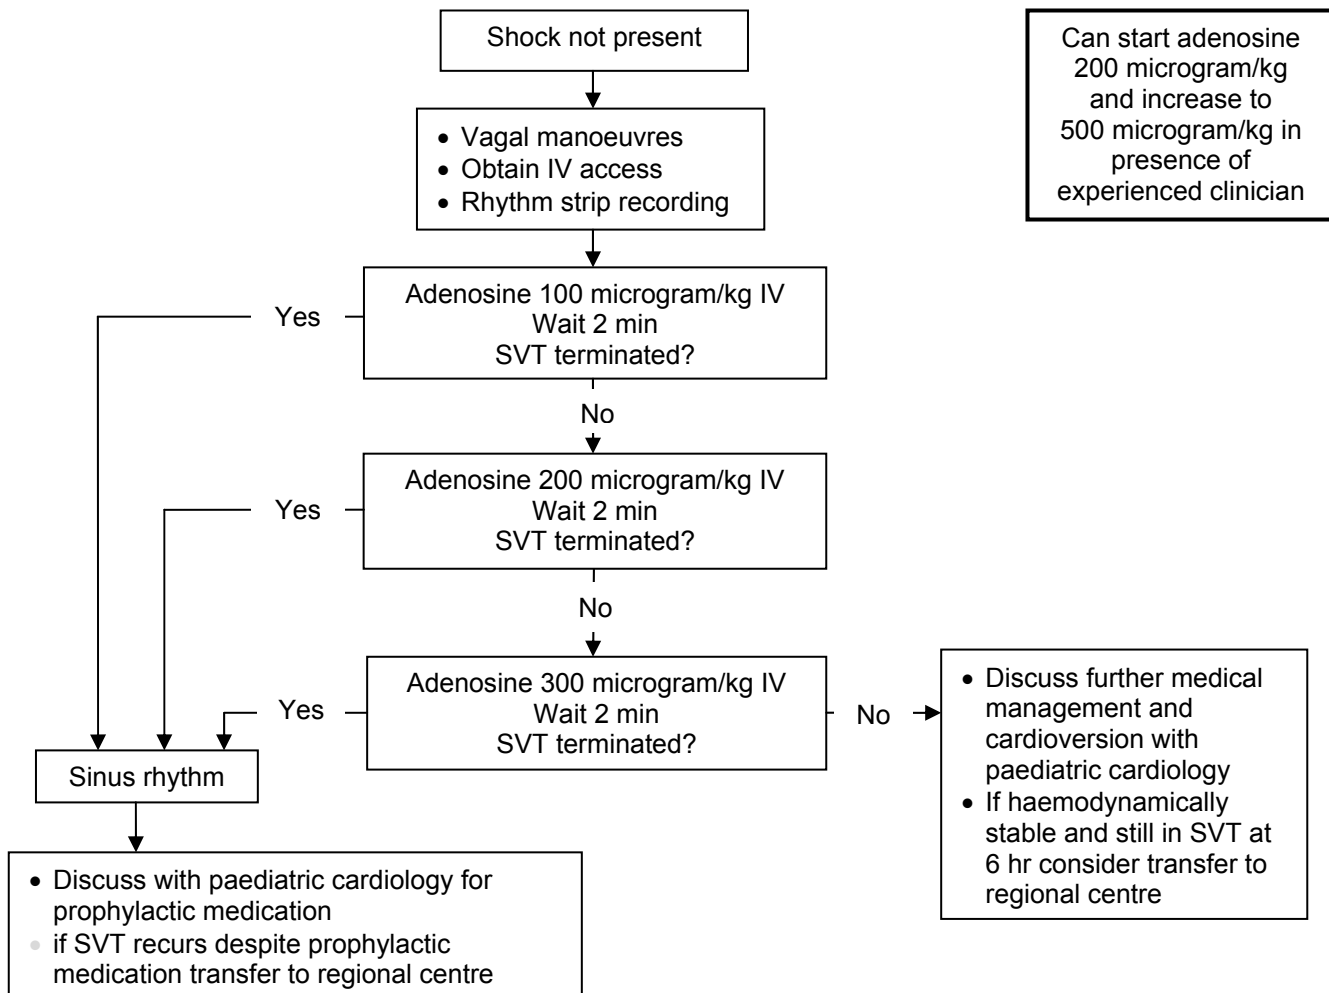 Shock not present
Can start adenosine
200 microgram/kg
and increase to
500 microgram/kg in
presence of
experienced clinician
• Vagal manoeuvres
• Obtain IV access
• Rhythm strip recording
Adenosine 100 microgram/kg IV
Wait 2 min
SVT terminated?
Yes
No
Adenosine 200 microgram/kg IV
Wait 2 min
SVT terminated?
Yes
No
Adenosine 300 microgram/kg IV
Wait 2 min
SVT terminated?
Yes
No
• Discuss further medical
management and
cardioversion with
paediatric cardiology
• If haemodynamically
stable and still in SVT at
6 hr consider transfer to
regional centre
Sinus rhythm
• Discuss with paediatric cardiology for
prophylactic medication
• if SVT recurs despite prophylactic
medication transfer to regional centre